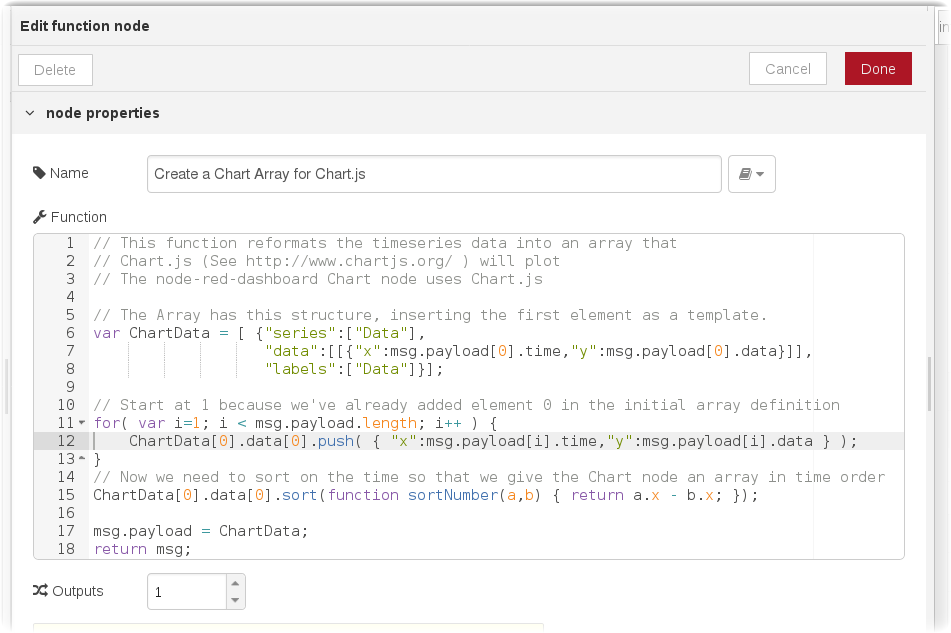 Edit function node
in
Delete
Cancel
Done
node properties
Name
Create a Chart Array for Chart.js
Function
1 // This function reformats the timeseries data into an array that
2 // Chart.js (See http://www.chartjs.org/ ) will plot
3 // The node-red-dashboard Chart node uses Chart.js
4
5 // The Array has this structure, inserting the first element as a template.
6 var ChartData = [ {"series":["Data"],
7 "data":[[{"x":msg.payload[0].time,"y":msg.payload[0].data}]],
8 "labels":["Data"]}];
9
10 // Start at 1 because we've already added element 0 in the initial array definition
11 for( var i=1; i < msg.payload.length; i++ ) {
12 ChartData[0].data[0].push( { "x":msg.payload[i].time,"y":msg.payload[i].data } );
13 }
14 // Now we need to sort on the time so that we give the Chart node an array in time order
15 ChartData[0].data[0].sort(function sortNumber(a,b) { return a.x - b.x; });
16
17 msg.payload = ChartData;
18 return msg;
Outputs
1